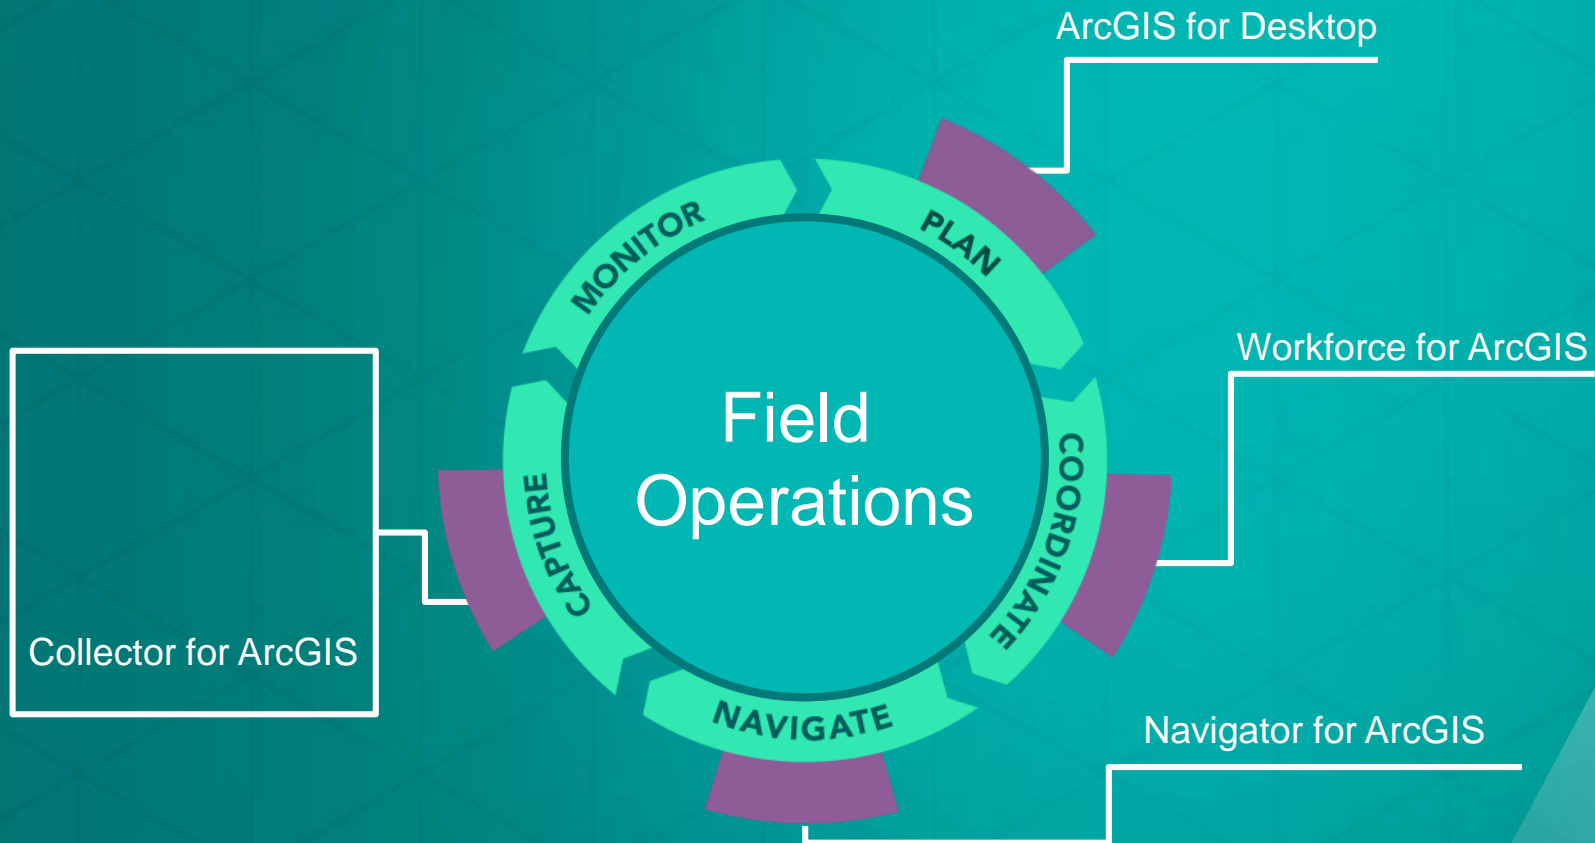 ArcGIS for Desktop
MONITOR
PLAN
Workforce for ArcGIS
Field
Operations
COORDINATE
CAPTURE
Collector for ArcGIS
NAVIGATE
Navigator for ArcGIS